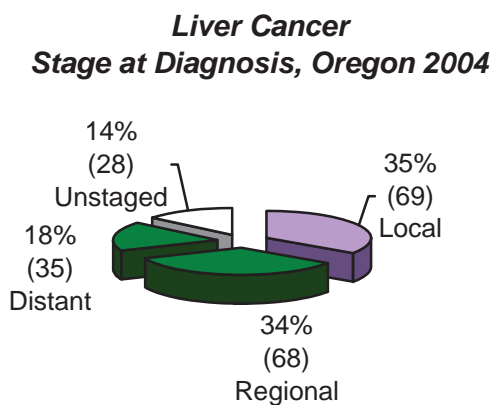 Liver Cancer
Stage at Diagnosis, Oregon 2004
14%
(28)
Unstaged
35%
(69)
Local
18%
(35)
Distant
34%
(68)
Regional